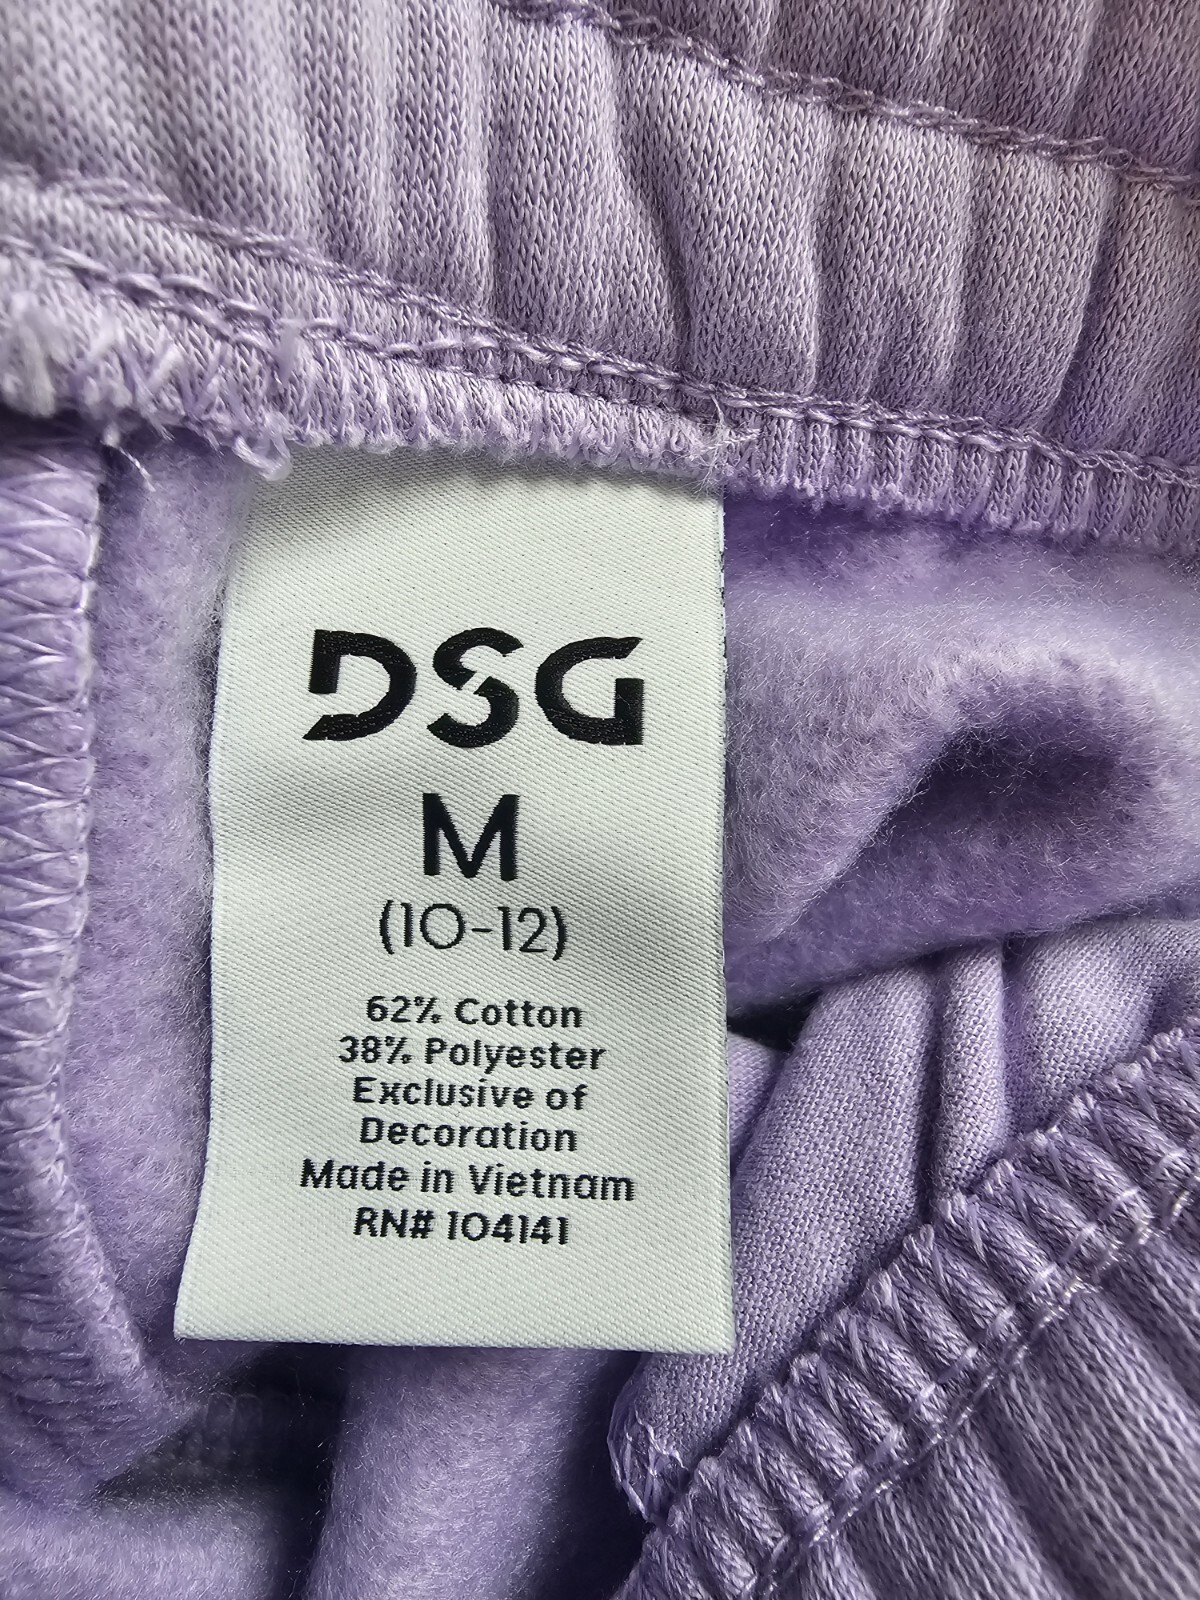 DSG
M
(10-12)
62% Cotton
38% Polyester
Exclusive of
Decoration
Made in Vietnam
RN# 104141